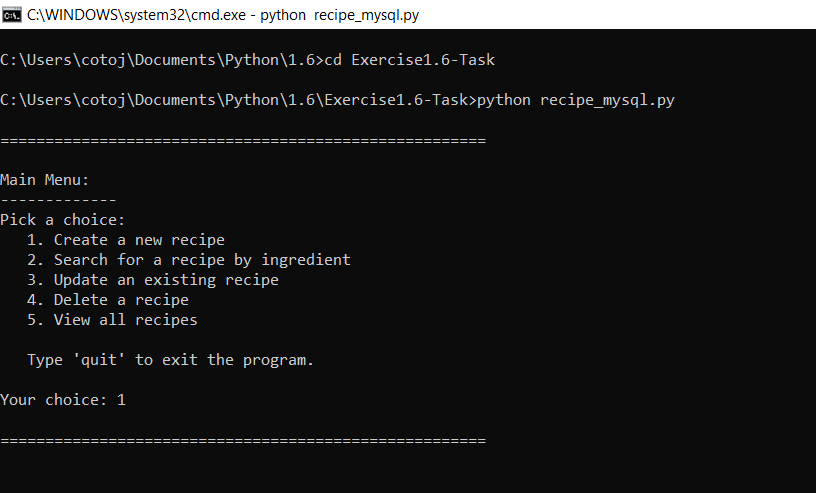 C:\WINDOWS\system32\cmd.exe - python  recipe_mysql.py
C:\Users\cotoj\Documents\Python\1.6>cd Exercise1.6-Task
C:\Users\cotoj\Documents\Python\1.6\Exercise1.6-Task>python recipe_mysql.py
======================================================
Main Menu:
-------------
Pick a choice:
   1. Create a new recipe
   2. Search for a recipe by ingredient
   3. Update an existing recipe
   4. Delete a recipe
   5. View all recipes
   Type 'quit' to exit the program.
Your choice: 1
======================================================